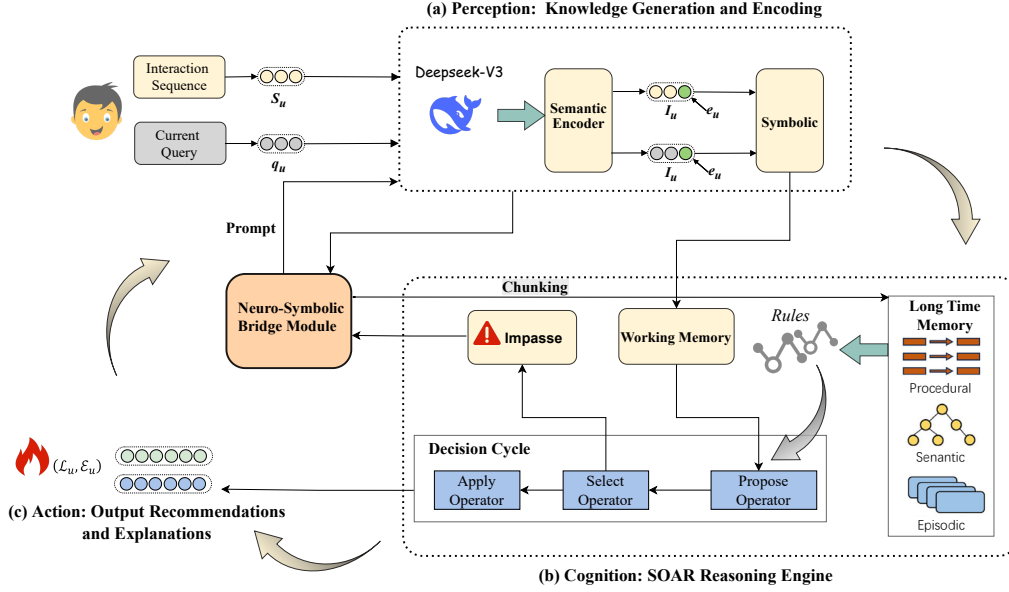 (a) Perception: Knowledge Generation and Encoding
Interaction
Sequence
S_u
Current
Query
q_u
Deepseek-V3
Semantic
Encoder
I_u
e_u
I_u
e_u
Symbolic
Prompt
Neuro-Symbolic
Bridge Module
Chunking
Impasse
Working Memory
Rules
Long Time
Memory
Procedural
Senantic
Episodic
Decision Cycle
Apply
Operator
Select
Operator
Propose
Operator
(ℒ_u, ℰ_u)
(c) Action: Output Recommendations
and Explanations
(b) Cognition: SOAR Reasoning Engine